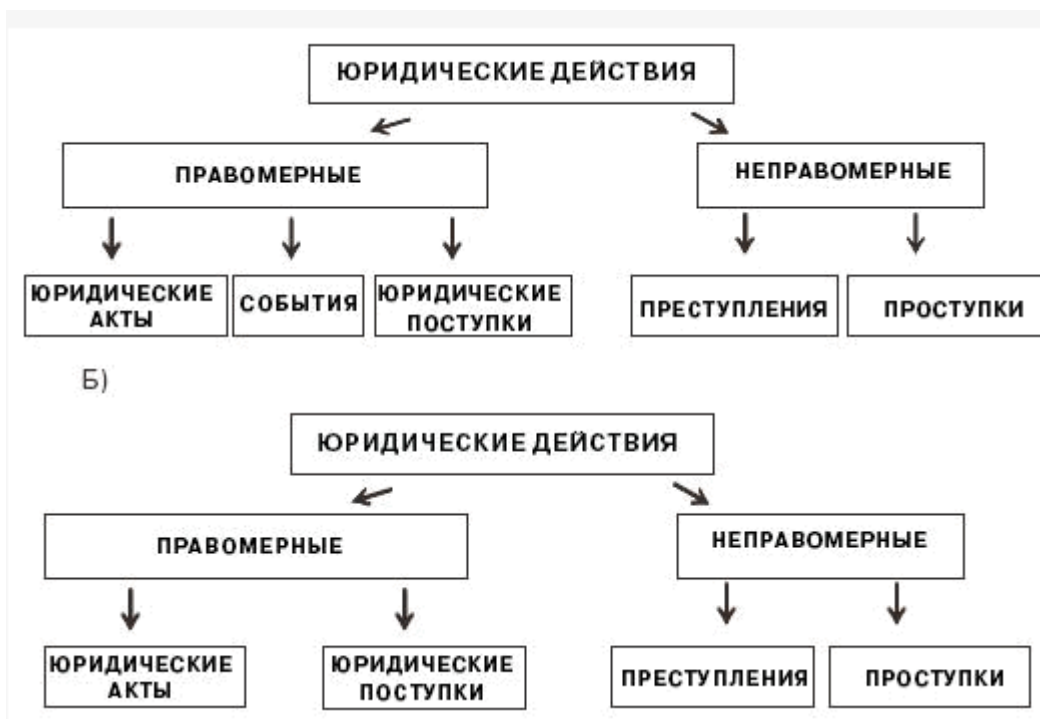 ЮРИДИЧЕСКИЕ ДЕЙСТВИЯ
ПРАВОМЕРНЫЕ
НЕПРАВОМЕРНЫЕ
ЮРИДИЧЕСКИЕ
АКТЫ
СОБЫТИЯ
ЮРИДИЧЕСКИЕ
ПОСТУПКИ
ПРЕСТУПЛЕНИЯ
ПРОСТУПКИ
Б)
ЮРИДИЧЕСКИЕ ДЕЙСТВИЯ
ПРАВОМЕРНЫЕ
НЕПРАВОМЕРНЫЕ
ЮРИДИЧЕСКИЕ
АКТЫ
ЮРИДИЧЕСКИЕ
ПОСТУПКИ
ПРЕСТУПЛЕНИЯ
ПРОСТУПКИ